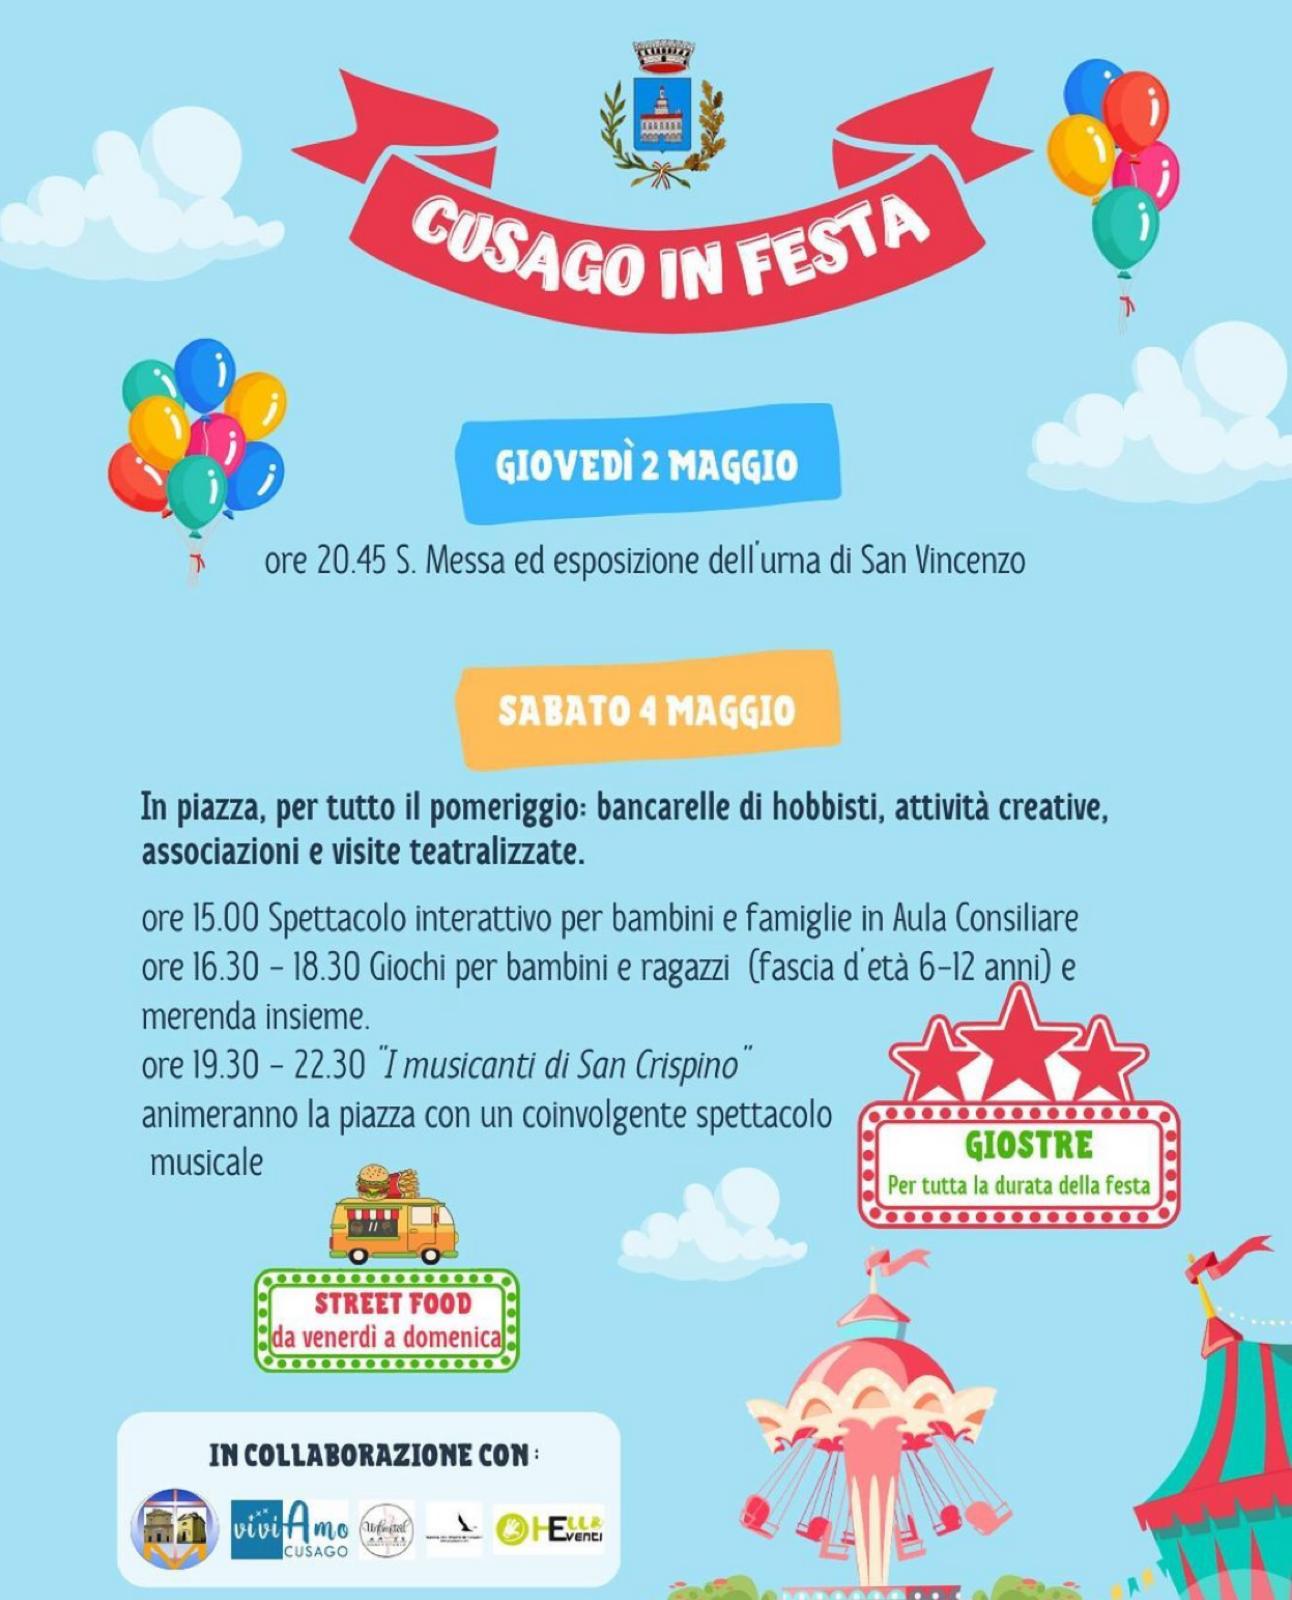 CUSAGO IN FESTA
GIOVEDÌ 2 MAGGIO
ore 20.45 S. Messa ed esposizione dell'urna di San Vincenzo
SABATO 4 MAGGIO
In piazza, per tutto il pomeriggio: bancarelle di hobbisti, attività creative,
associazioni e visite teatralizzate.
ore 15.00 Spettacolo interattivo per bambini e famiglie in Aula Consiliare
ore 16.30 - 18.30 Giochi per bambini e ragazzi (fascia d'età 6-12 anni) e
merenda insieme.
ore 19.30 - 22.30 "I musicanti di San Crispino"
animeranno la piazza con un coinvolgente spettacolo
musicale
GIOSTRE
Per tutta la durata della festa
STREET FOOD
da venerdì a domenica
IN COLLABORAZIONE CON:
viviAmo
CUSAGO
HELLO
EVENTI